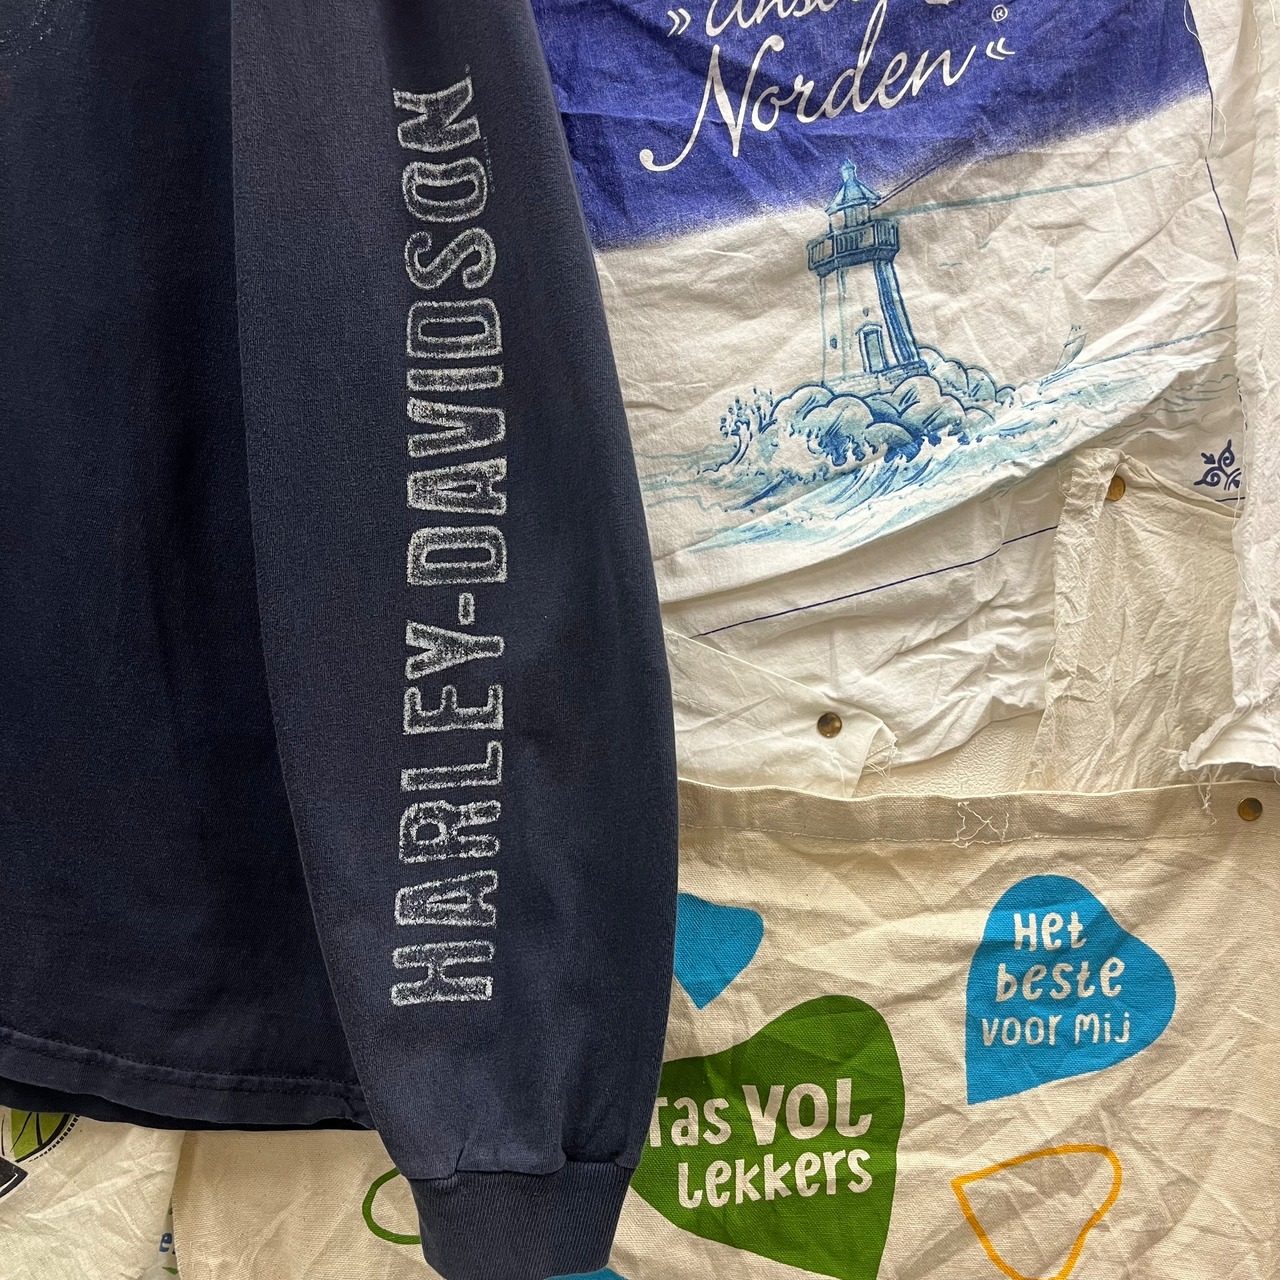 HARLEY-DAVIDSON
»
Norden® «
Het
beste
voor mij
Tas VOL
Lekkers